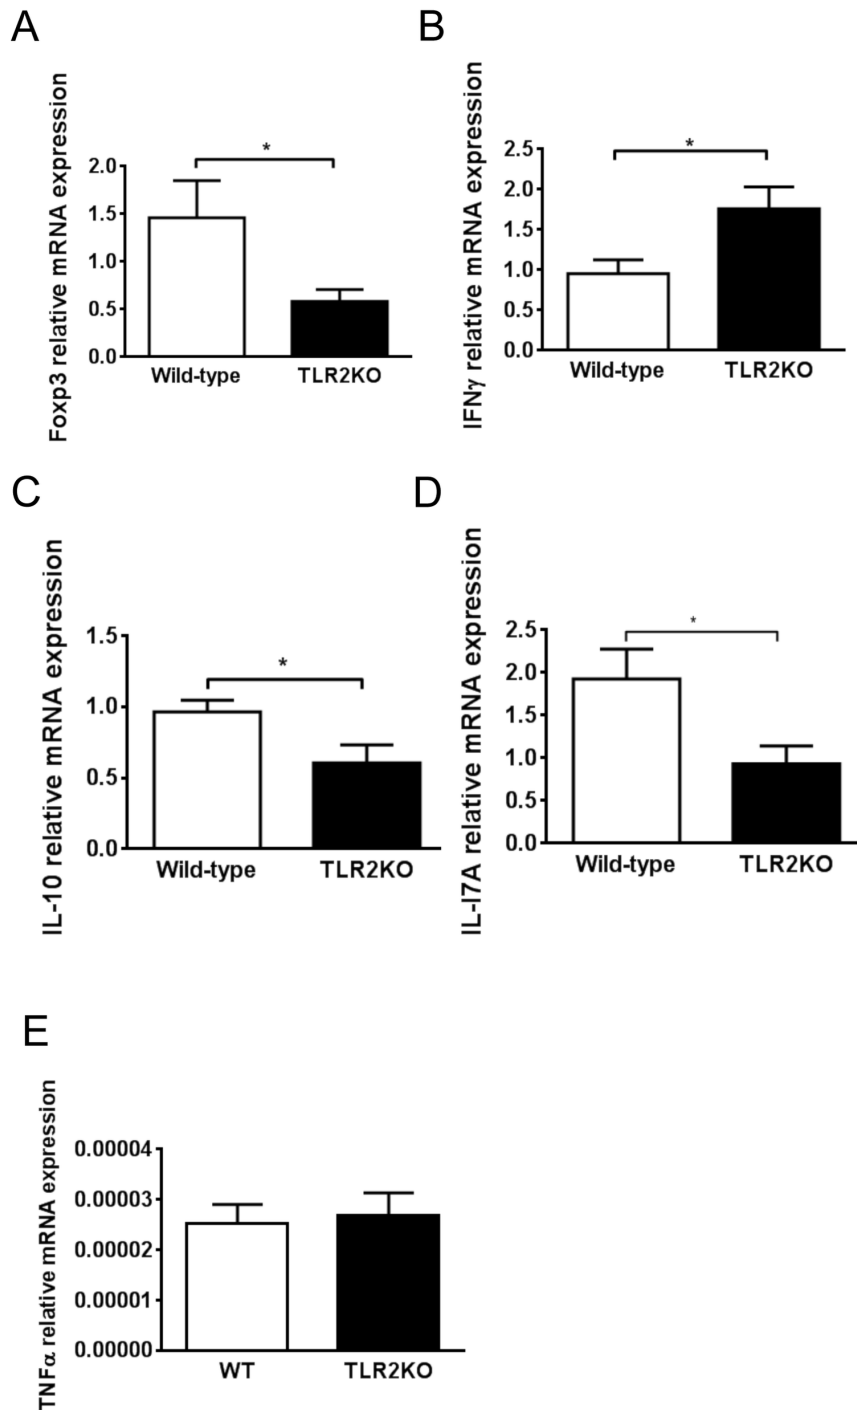 A
B
Foxp3 relative mRNA expression
2.0
1.5
1.0
0.5
0.0
*
Wild-type TLR2KO
IFNγ relative mRNA expression
2.5
2.0
1.5
1.0
0.5
0.0
*
Wild-type TLR2KO
C
D
IL-10 relative mRNA expression
1.5
1.0
0.5
0.0
*
Wild-type TLR2KO
IL-I7A relative mRNA expression
2.5
2.0
1.5
1.0
0.5
0.0
*
Wild-type TLR2KO
E
TNFα relative mRNA expression
0.00004
0.00003
0.00002
0.00001
0.00000
WT TLR2KO